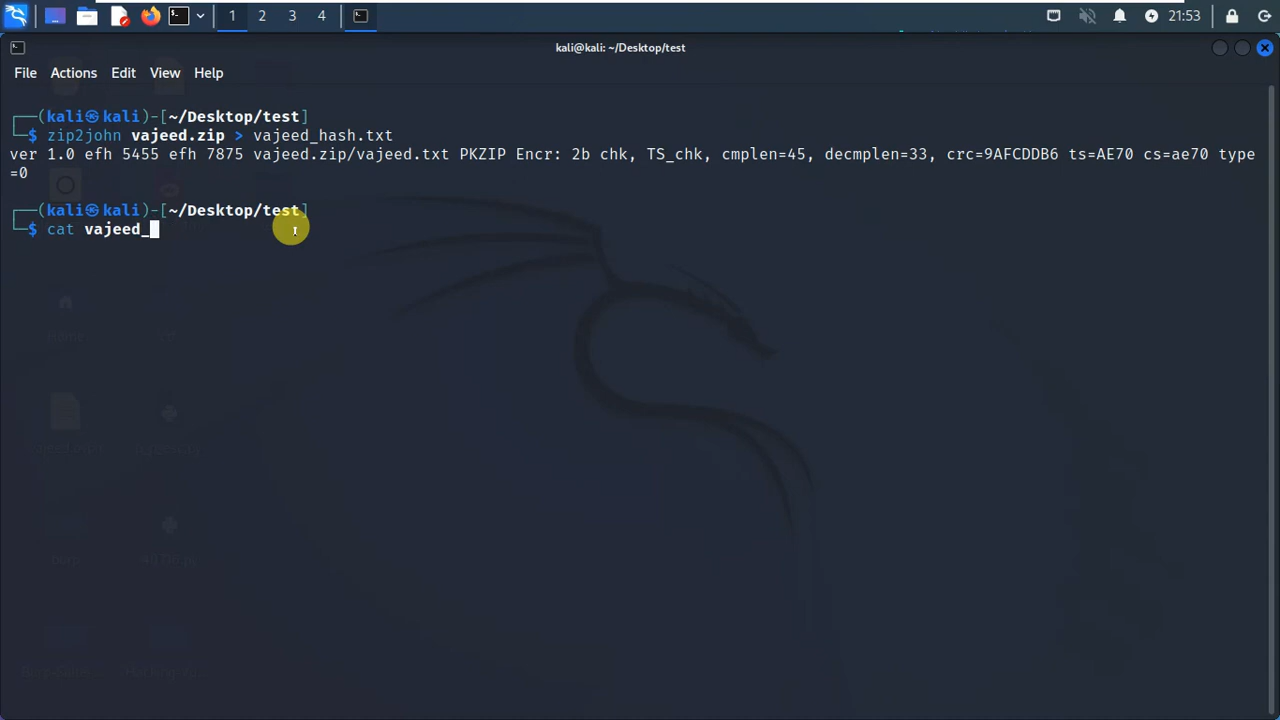 1 2 3 4 21:53
kali@kali: ~/Desktop/test
File Actions Edit View Help
┌──(kali㉿kali)-[~/Desktop/test]
└─$ zip2john vajeed.zip > vajeed_hash.txt
ver 1.0 efh 5455 efh 7875 vajeed.zip/vajeed.txt PKZIP Encr: 2b chk, TS_chk, cmplen=45, decmplen=33, crc=9AFCDDB6 ts=AE70 cs=ae70 type
=0
┌──(kali㉿kali)-[~/Desktop/test]
└─$ cat vajeed_